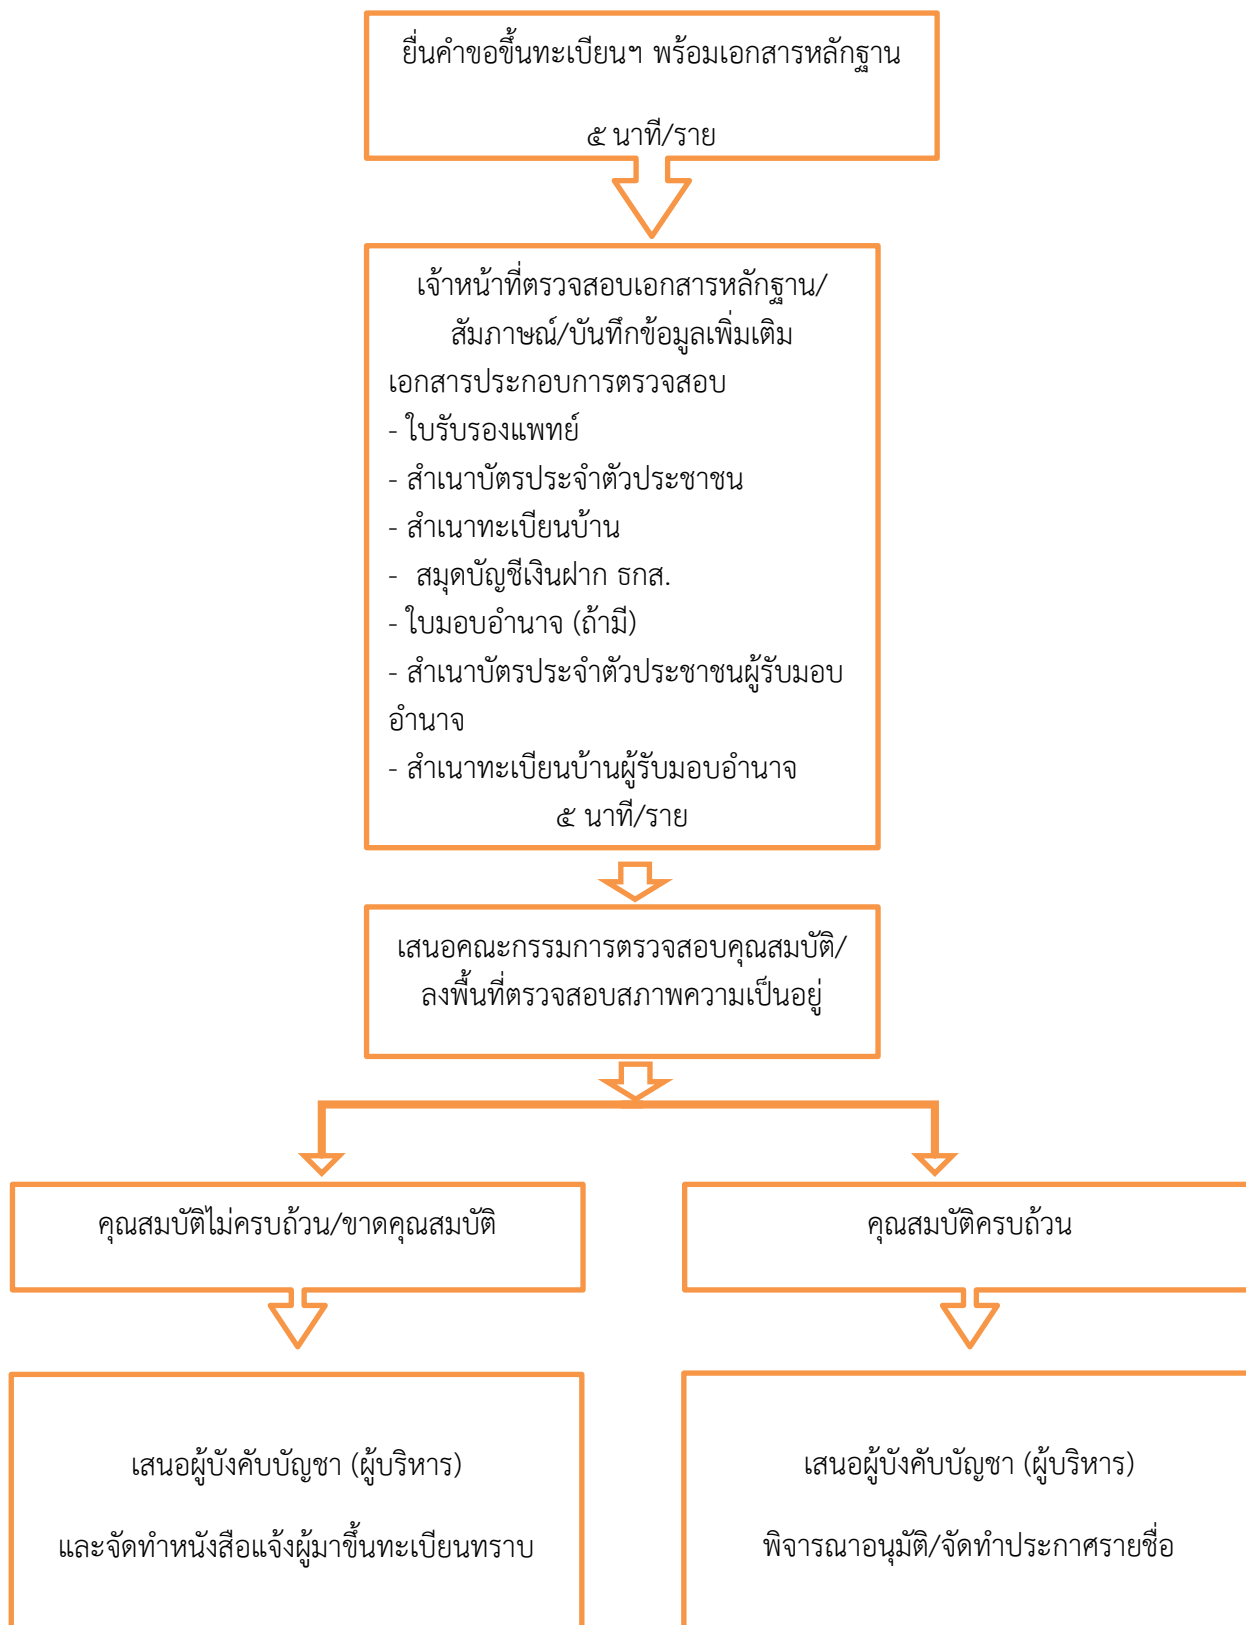 ยื่นคำขอขึ้นทะเบียนฯ พร้อมเอกสารหลักฐาน
๕ นาที/ราย
เจ้าหน้าที่ตรวจสอบเอกสารหลักฐาน/
สัมภาษณ์/บันทึกข้อมูลเพิ่มเติม
เอกสารประกอบการตรวจสอบ
- ใบรับรองแพทย์
- สำเนาบัตรประจำตัวประชาชน
- สำเนาทะเบียนบ้าน
- สมุดบัญชีเงินฝาก ธกส.
- ใบมอบอำนาจ (ถ้ามี)
- สำเนาบัตรประจำตัวประชาชนผู้รับมอบ
อำนาจ
- สำเนาทะเบียนบ้านผู้รับมอบอำนาจ
๕ นาที/ราย
เสนอคณะกรรมการตรวจสอบคุณสมบัติ/
ลงพื้นที่ตรวจสอบสภาพความเป็นอยู่
คุณสมบัติไม่ครบถ้วน/ขาดคุณสมบัติ
คุณสมบัติครบถ้วน
เสนอผู้บังคับบัญชา (ผู้บริหาร)
และจัดทำหนังสือแจ้งผู้มาขึ้นทะเบียนทราบ
เสนอผู้บังคับบัญชา (ผู้บริหาร)
พิจารณาอนุมัติ/จัดทำประกาศรายชื่อ